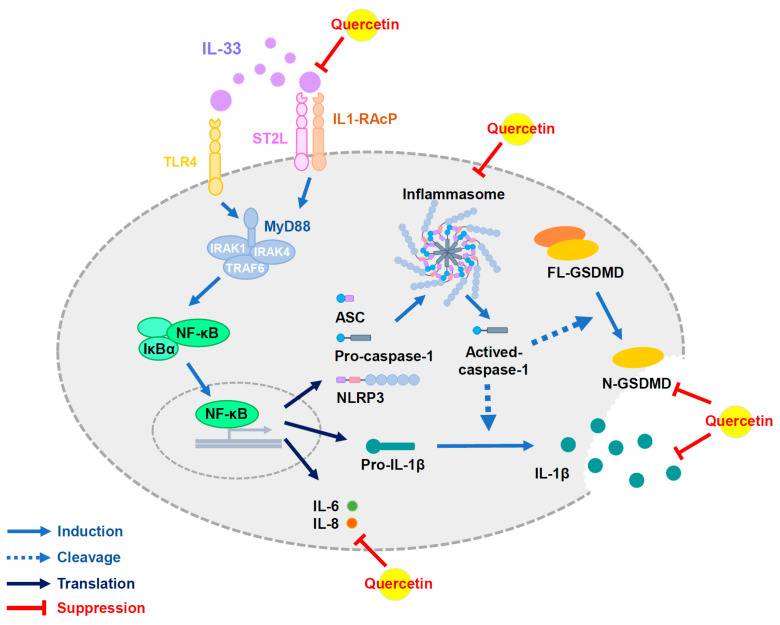 Quercetin
IL-33
IL1-RAcP
ST2L
Quercetin
TLR4
Inflammasome
MyD88
IRAK1
IRAK4
TRAF6
FL-GSDMD
ASC
NF-κB
IκBα
Pro-caspase-1
Actived-
caspase-1
N-GSDMD
NLRP3
NF-κB
Quercetin
Pro-IL-1β
IL-1β
IL-6
IL-8
Induction
Cleavage
Translation
Quercetin
Suppression